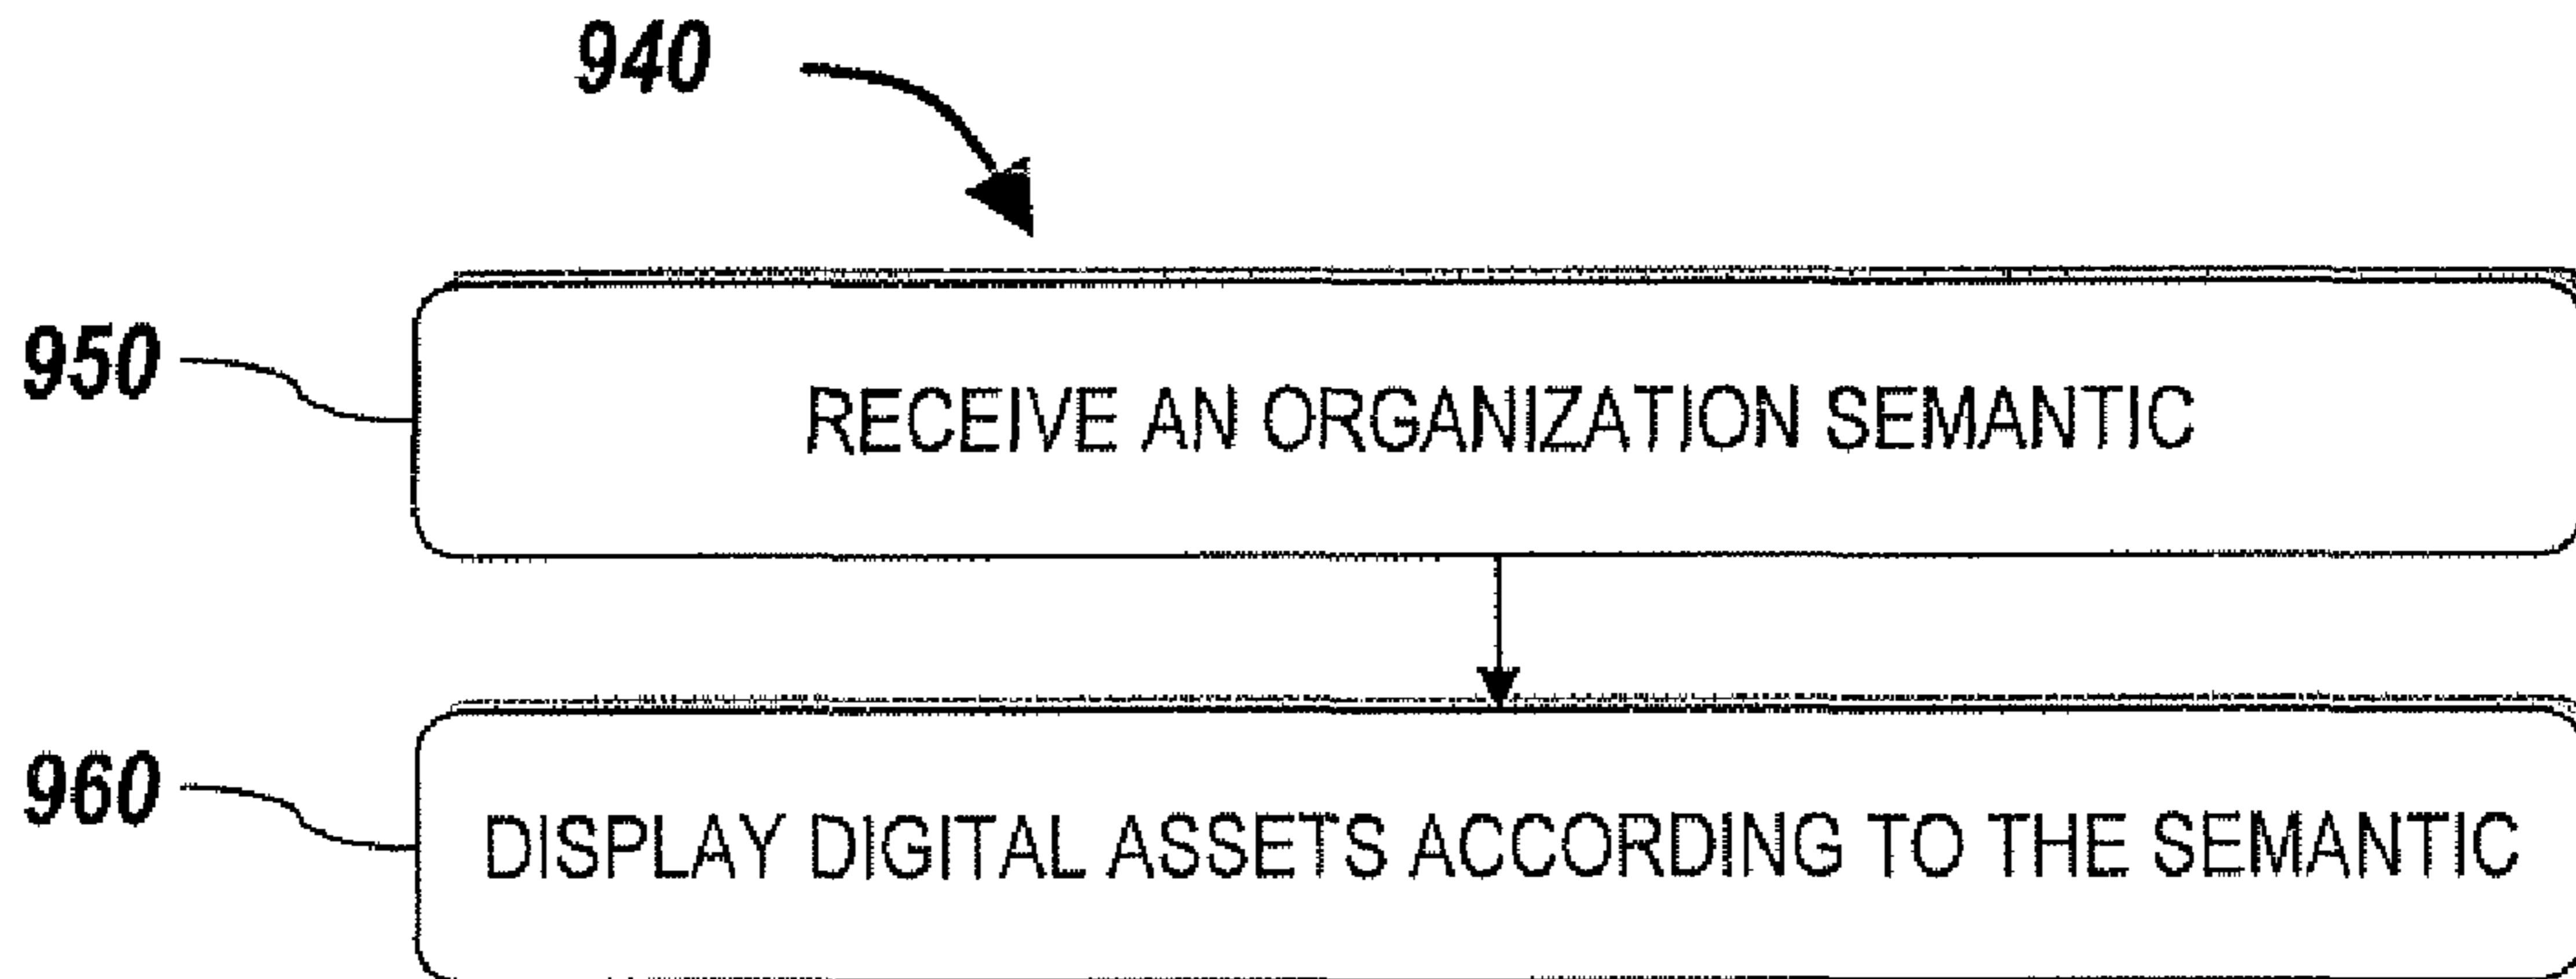 940
950
RECEIVE AN ORGANIZATION SEMANTIC
960
DISPLAY DIGITAL ASSETS ACCORDING TO THE SEMANTIC